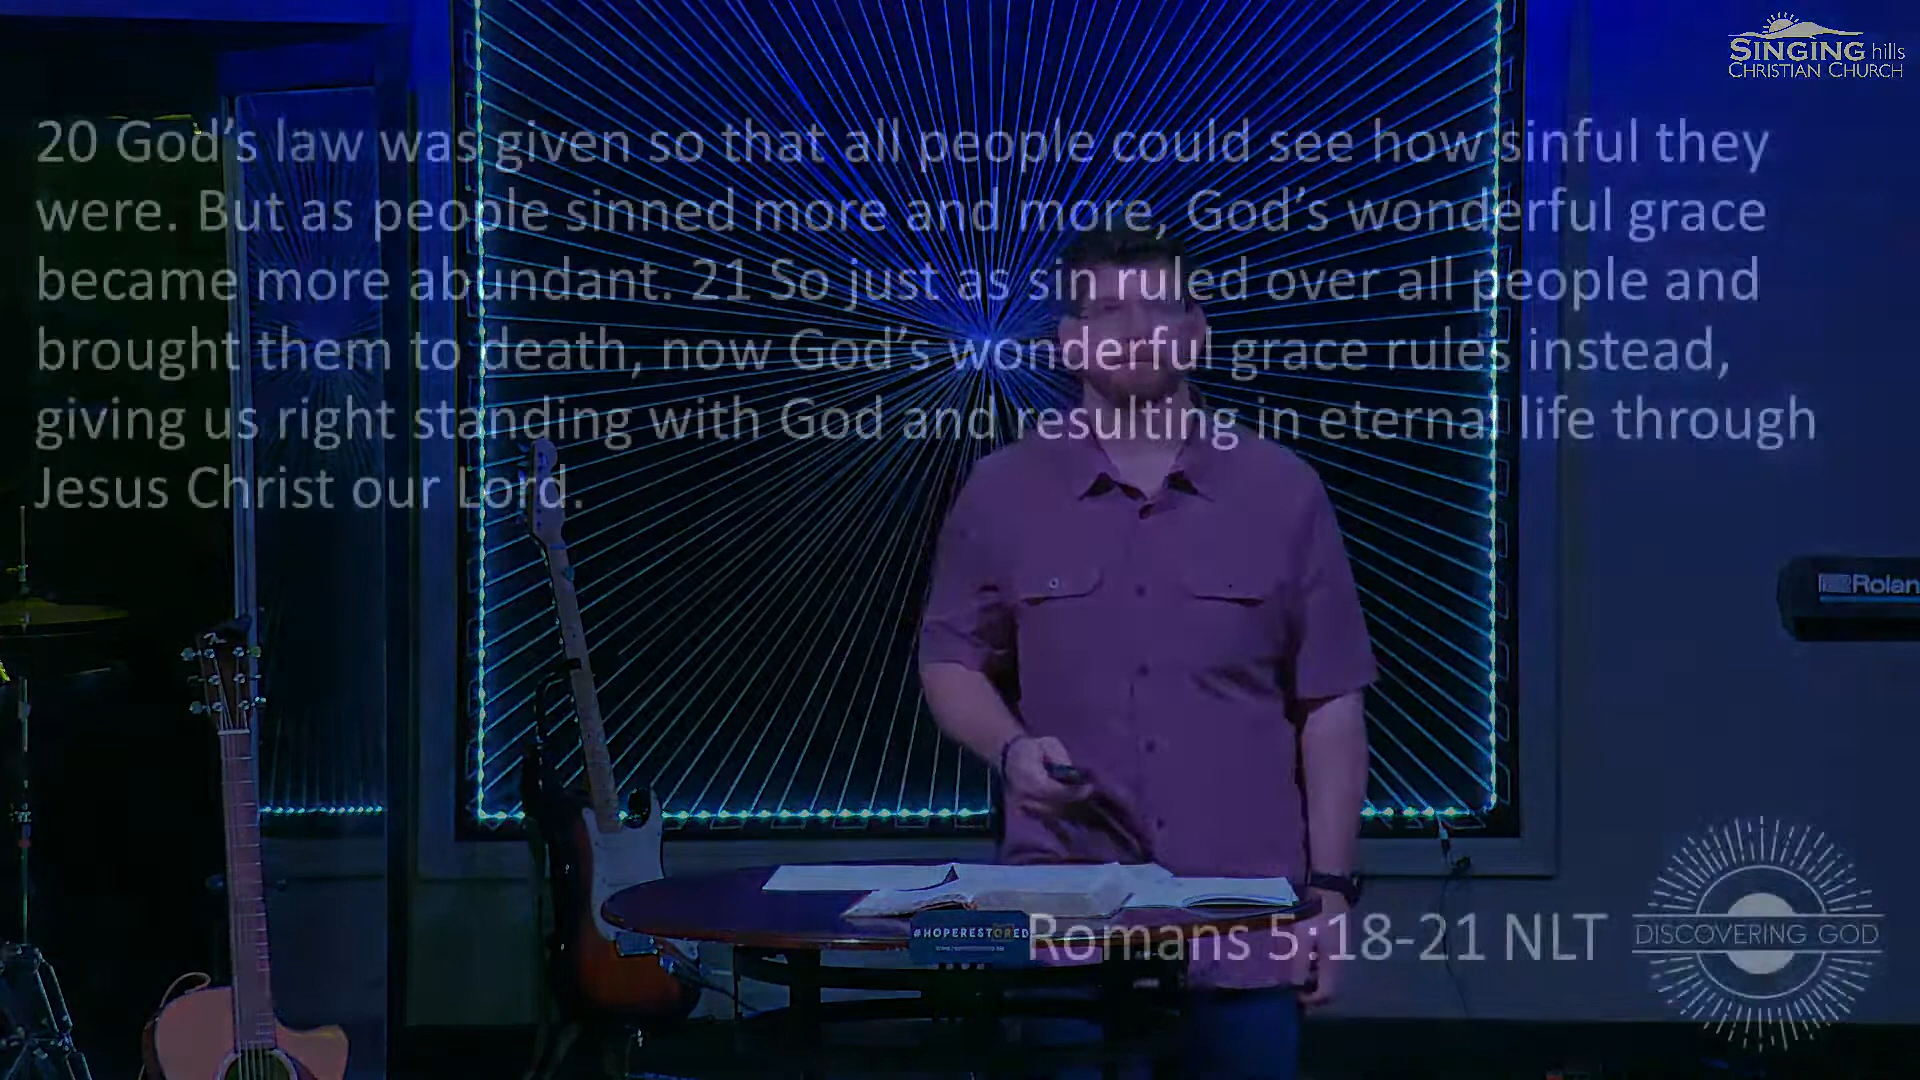 SINGING hills
CHRISTIAN CHURCH
20 God's law was given so that all people could see how sinful they
were. But as people sinned more and more, God's wonderful grace
became more abundant. 21 So just as sin ruled over all people and
brought them to death, now God's wonderful grace rules instead,
giving us right standing with God and resulting in eternal life through
Jesus Christ our Lord.
Roland
#HOPERESTORED
Romans 5:18-21 NLT
DISCOVERING GOD